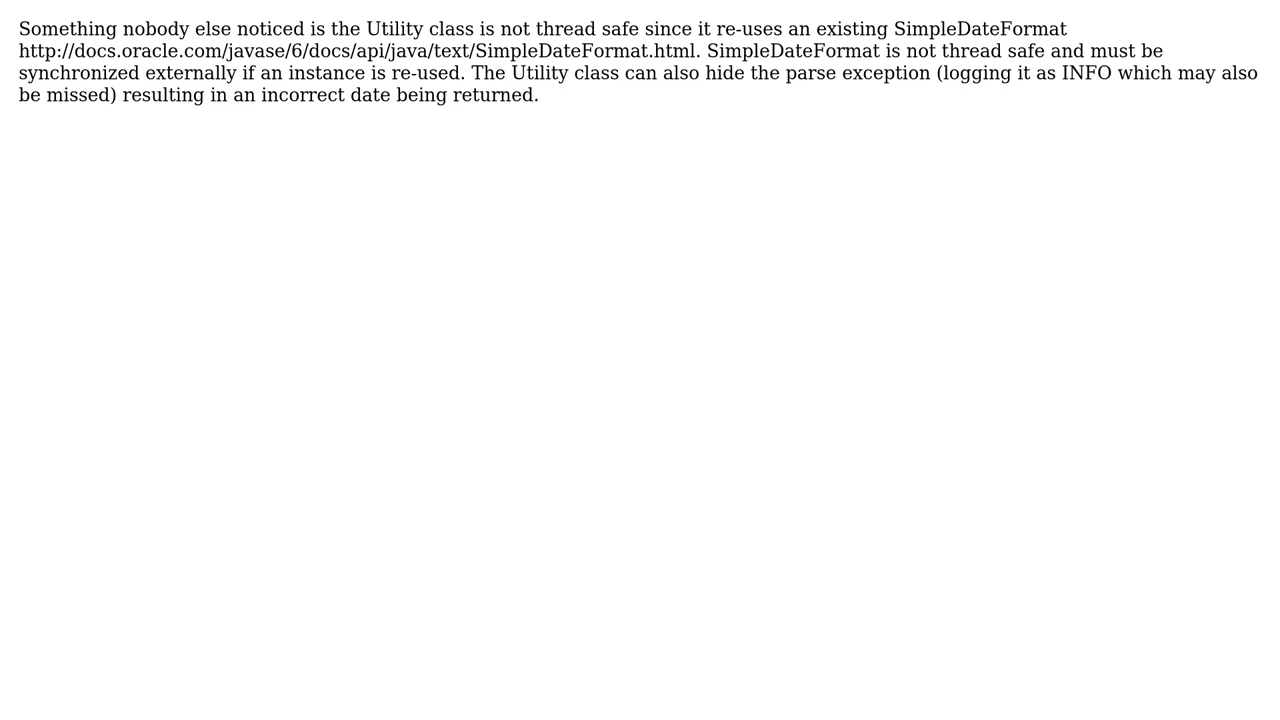 Something nobody else noticed is the Utility class is not thread safe since it re-uses an existing SimpleDateFormat
http://docs.oracle.com/javase/6/docs/api/java/text/SimpleDateFormat.html. SimpleDateFormat is not thread safe and must be
synchronized externally if an instance is re-used. The Utility class can also hide the parse exception (logging it as INFO which may also
be missed) resulting in an incorrect date being returned.